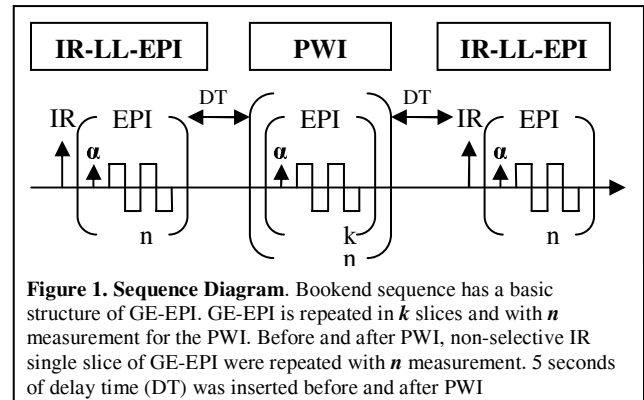 IR-LL-EPI PWI IR-LL-EPI
DT DT
IR EPI EPI IR EPI
α α α
n k n
n
Figure 1. Sequence Diagram. Bookend sequence has a basic
structure of GE-EPI. GE-EPI is repeated in k slices and with n
measurement for the PWI. Before and after PWI, non-selective IR
single slice of GE-EPI were repeated with n measurement. 5 seconds
of delay time (DT) was inserted before and after PWI